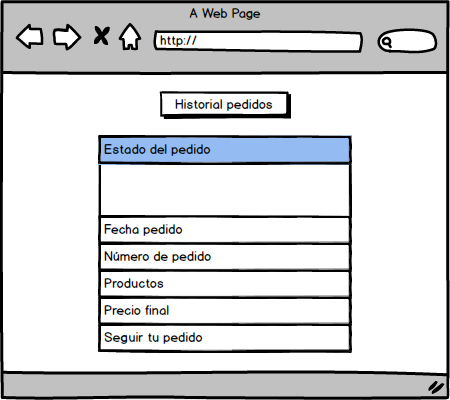 A Web Page
http://
Historial pedidos
Estado del pedido
Fecha pedido
Número de pedido
Productos
Precio final
Seguir tu pedido